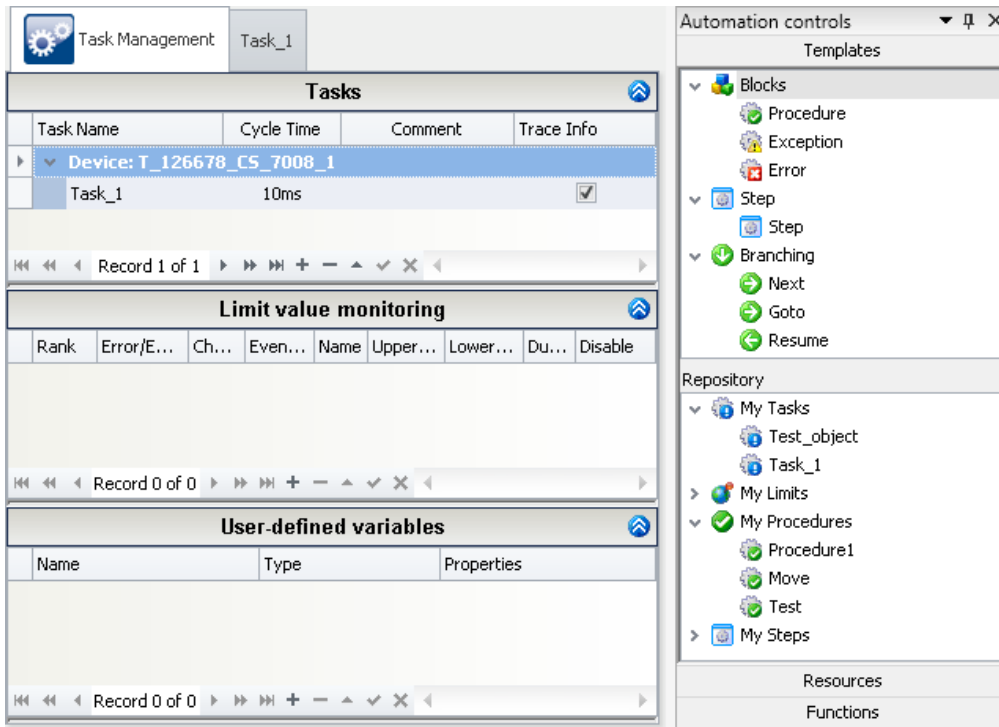 Task Management
Task_1
Tasks
Task Name Cycle Time Comment Trace Info
Device: T_126678_CS_7008_1
Task_1 10ms
Record 1 of 1
Limit value monitoring
Rank Error/E... Ch... Even... Name Upper... Lower... Du... Disable
Record 0 of 0
User-defined variables
Name Type Properties
Record 0 of 0
Automation controls
Templates
Blocks
Procedure
Exception
Error
Step
Step
Branching
Next
Goto
Resume
Repository
My Tasks
Test_object
Task_1
My Limits
My Procedures
Procedure1
Move
Test
My Steps
Resources
Functions